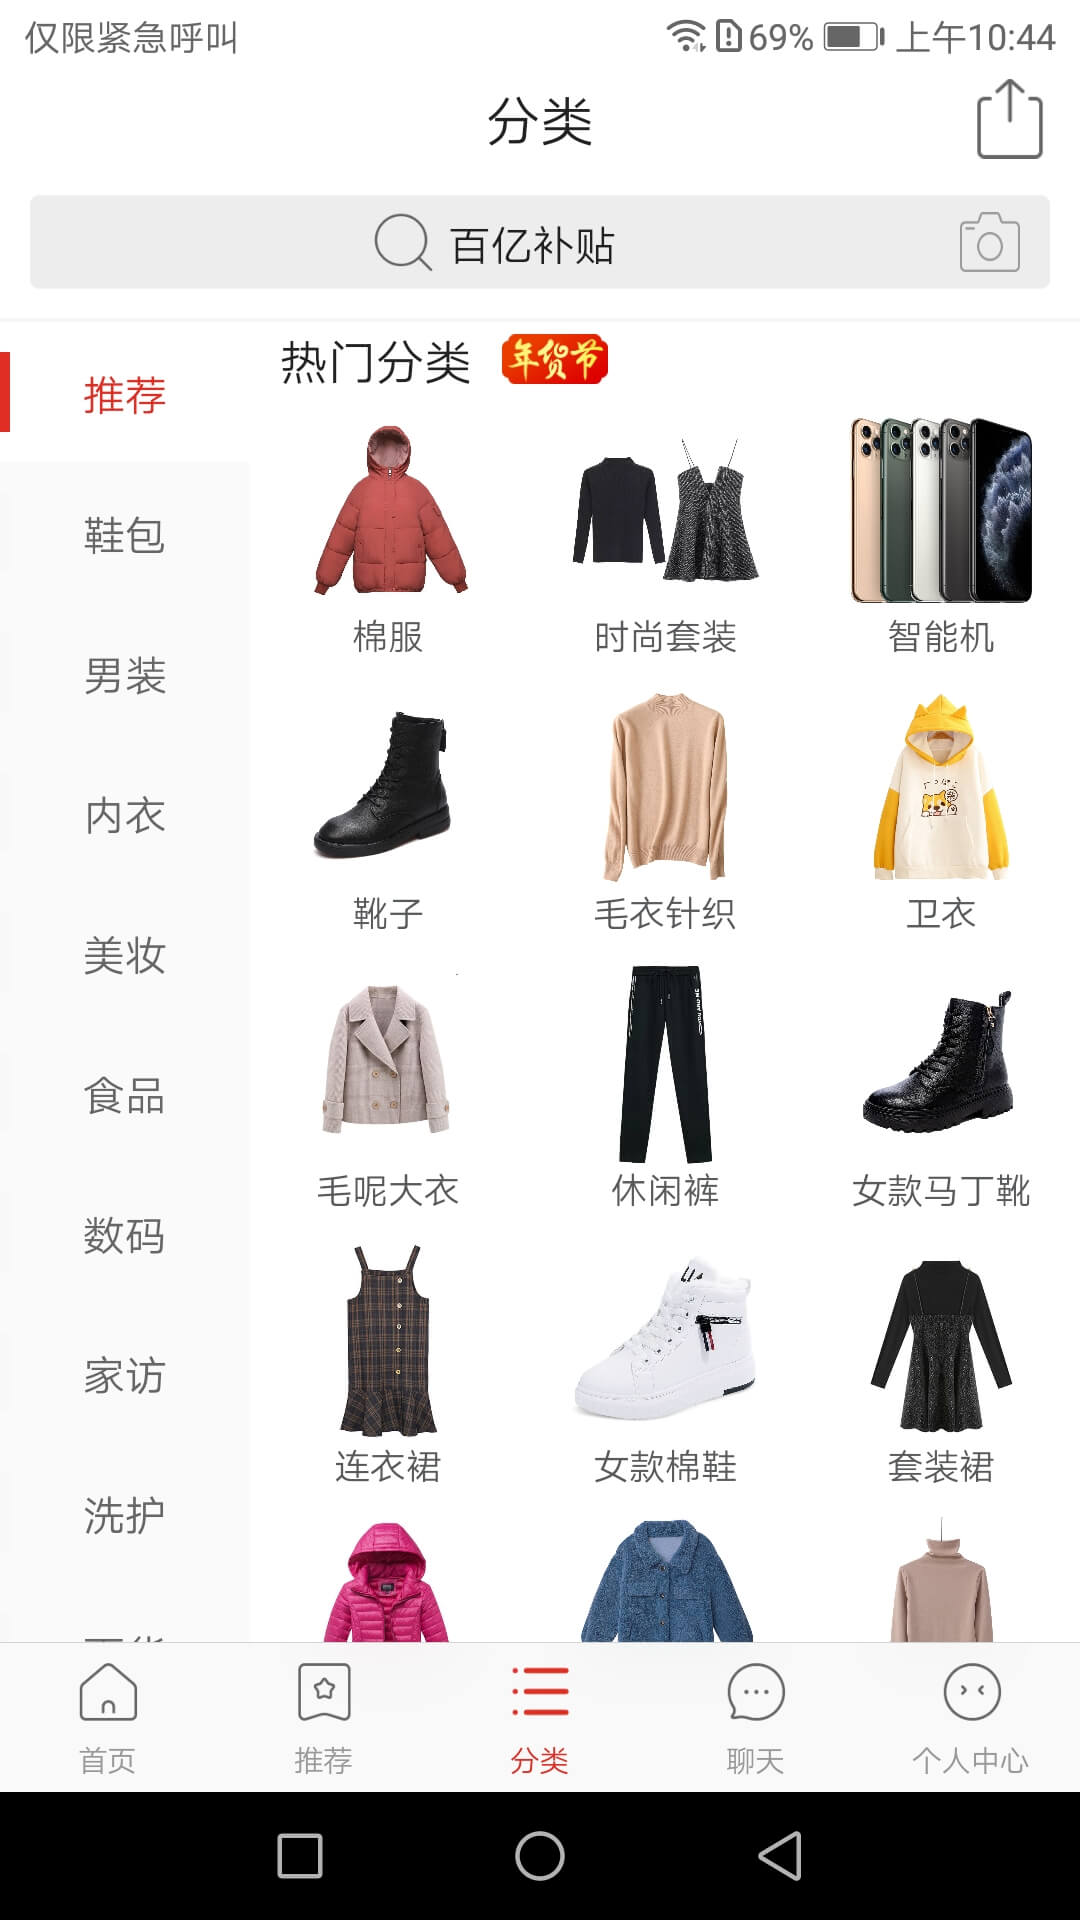 仅限紧急呼叫
69% 上午10:44
分类
百亿补贴
热门分类 年货节
推荐
鞋包
男装
内衣
美妆
食品
数码
家访
洗护
棉服 时尚套装 智能机
靴子 毛衣针织 卫衣
毛呢大衣 休闲裤 女款马丁靴
连衣裙 女款棉鞋 套装裙
首页 推荐 分类 聊天 个人中心